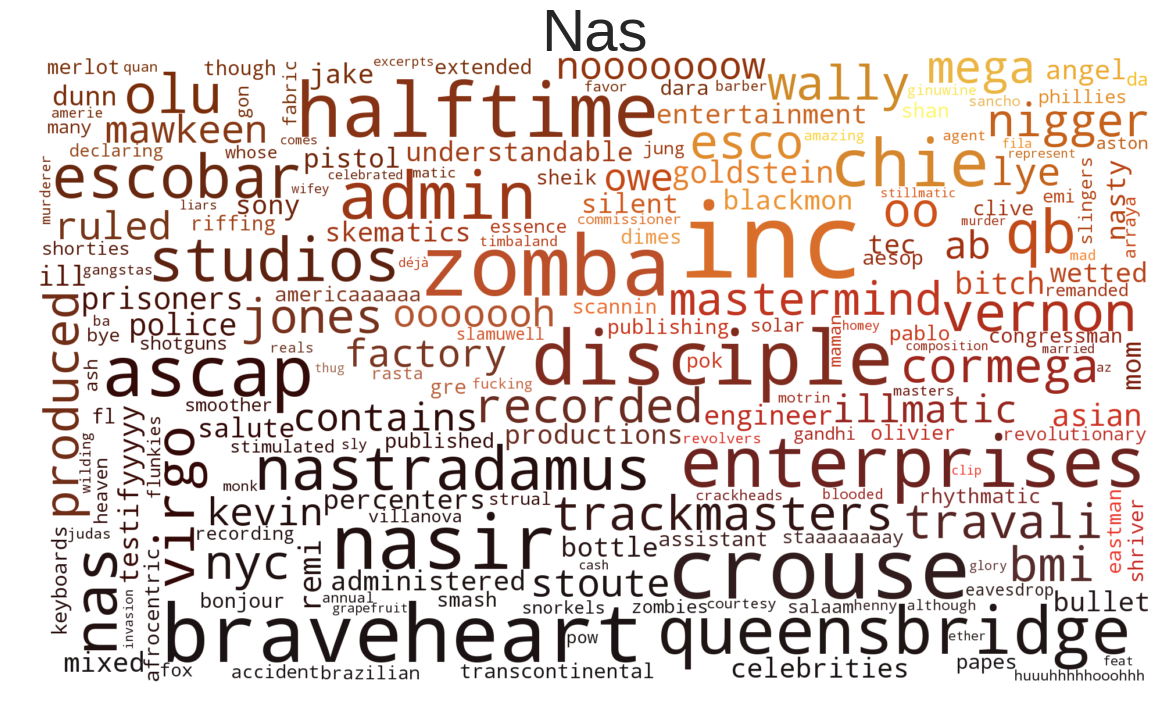 Nas
merlot quan though fabric jake excerpts extended nooooooow wally mega angel da
dunn olu gon halftime favor dara barber ginuwine sancho phillies
amerie many mawkeen comes entertainment shan nigger aston
declaring whose pistol understandable jung esco amazing agent fila represent
murderer escobar wifey celebrated matic admin sheik owe goldstein chie lye nasty
liars sony silent blackmon stillmatic oo clive emi slingers arraya
ruled riffing skematics essence commissioner murder
shorties studios timbaland dimes inc tec ab qb mad
ill gangstas déjà zomba aesop bitch wetted
prisoners americaaaaaa scannin mastermind remanded
produced ba police jones ooooooh publishing solar maman homey pablo vernon
bye shotguns reals slamuwell composition congressman married
ash ascap thug factory disciple pok cormega az mom
rasta gre fucking masters
fl smoother contains recorded motrin illmatic asian
testifyyyyyy flunkies salute engineer
stimulated sly published productions revolvers gandhi olivier revolutionary
wilding heaven virgo nastradamus enterprises clip
monk percenters strual crackheads blooded rhythmatic
keyboards judas kevin villanova trackmasters travali eastman shriver
recording nasir assistant staaaaaaay
nas nyc remi bottle cash crouse glory bmi
afrocentric administered stoute eavesdrop
invasion bonjour annual grapefruit smash snorkels zombies courtesy salaam henny although bullet
braveheart pow queensbridge ether
mixed fox accident brazilian transcontinental celebrities papes feat
huuuhhhhhooohhh